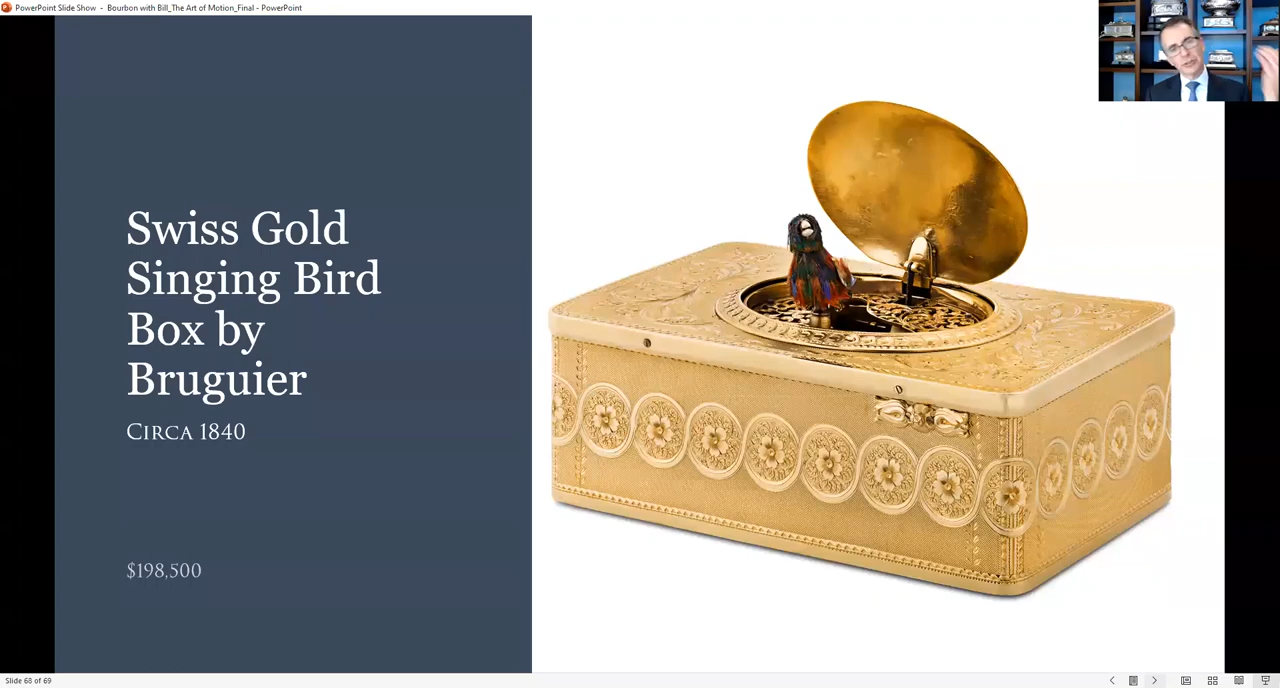 PowerPoint Slide Show - Bourbon with Bill_The Art of Motion_Final - PowerPoint
Swiss Gold
Singing Bird
Box by
Bruguier
Circa 1840
$198,500
Slide 68 of 69